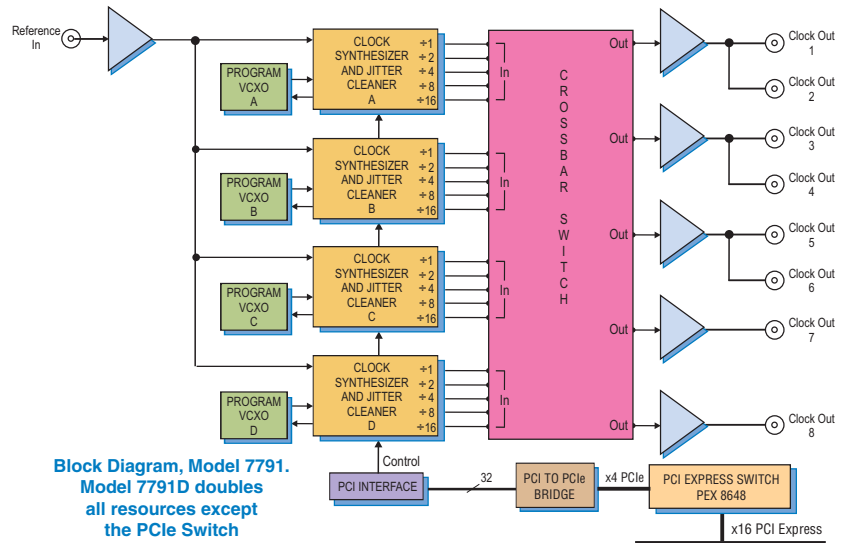 Reference
In
PROGRAM
VCXO
A
CLOCK
SYNTHESIZER
AND JITTER
CLEANER
A
÷1
÷2
÷4
÷8
÷16
In
PROGRAM
VCXO
B
CLOCK
SYNTHESIZER
AND JITTER
CLEANER
B
÷1
÷2
÷4
÷8
÷16
In
PROGRAM
VCXO
C
CLOCK
SYNTHESIZER
AND JITTER
CLEANER
C
÷1
÷2
÷4
÷8
÷16
In
PROGRAM
VCXO
D
CLOCK
SYNTHESIZER
AND JITTER
CLEANER
D
÷1
÷2
÷4
÷8
÷16
In
CROSSBAR SWITCH
Out
Out
Out
Out
Out
Clock Out
1
Clock Out
2
Clock Out
3
Clock Out
4
Clock Out
5
Clock Out
6
Clock Out
7
Clock Out
8
Control
PCI INTERFACE
32
PCI TO PCIe
BRIDGE
x4 PCIe
PCI EXPRESS SWITCH
PEX 8648
x16 PCI Express
Block Diagram, Model 7791.
Model 7791D doubles
all resources except
the PCIe Switch